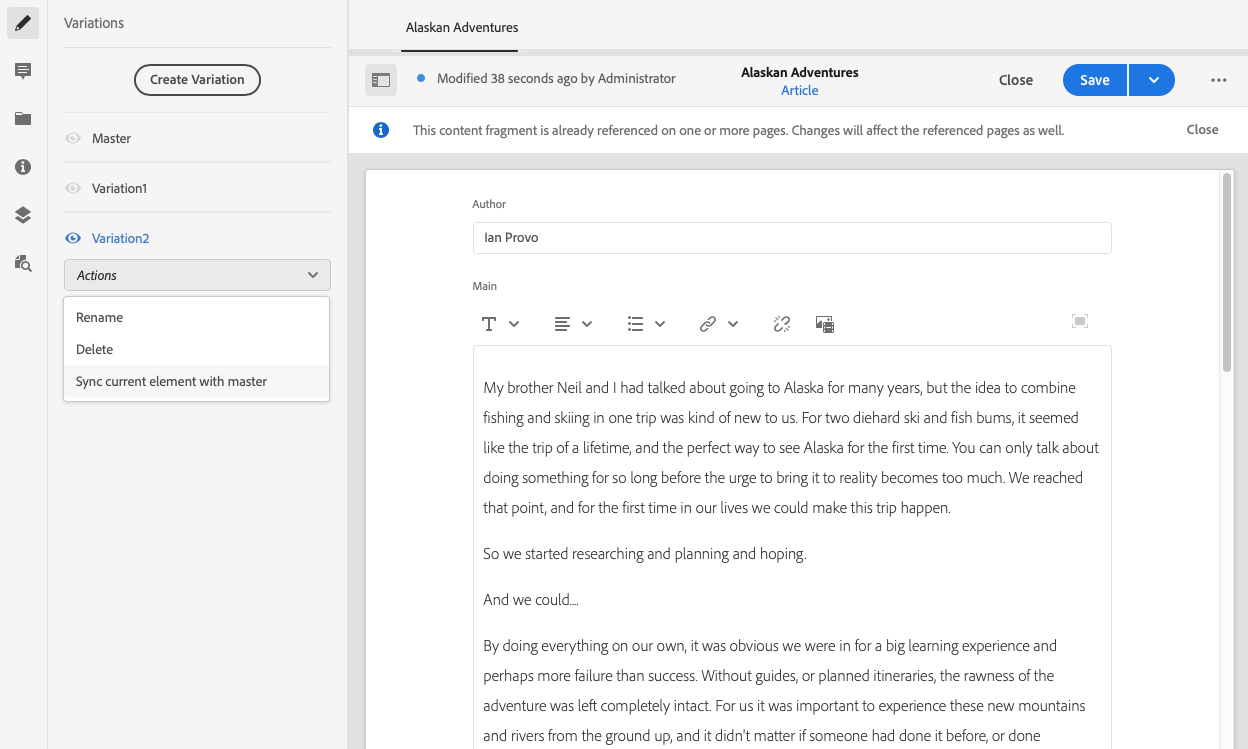 Variations
Create Variation
Master
Variation1
Variation2
Actions
Rename
Delete
Sync current element with master
Alaskan Adventures
Modified 38 seconds ago by Administrator
Alaskan Adventures
Article
Close
Save
This content fragment is already referenced on one or more pages. Changes will affect the referenced pages as well.
Close
Author
Ian Provo
Main
My brother Neil and I had talked about going to Alaska for many years, but the idea to combine
fishing and skiing in one trip was kind of new to us. For two diehard ski and fish bums, it seemed
like the trip of a lifetime, and the perfect way to see Alaska for the first time. You can only talk about
doing something for so long before the urge to bring it to reality becomes too much. We reached
that point, and for the first time in our lives we could make this trip happen.
So we started researching and planning and hoping.
And we could....
By doing everything on our own, it was obvious we were in for a big learning experience and
perhaps more failure than success. Without guides, or planned itineraries, the rawness of the
adventure was left completely intact. For us it was important to experience these new mountains
and rivers from the ground up, and it didn't matter if someone had done it before, or done